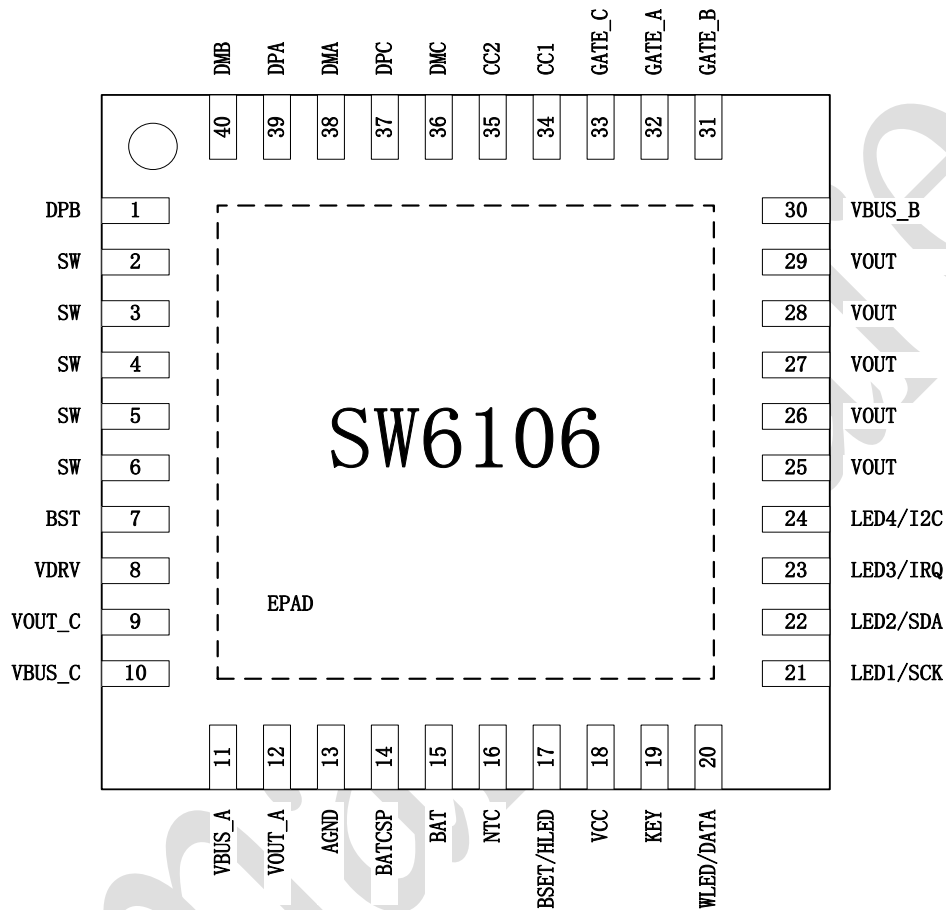 DMB DPA DMA DPC DMC CC2 CC1 GATE_C GATE_A GATE_B
40 39 38 37 36 35 34 33 32 31
DPB 1 30 VBUS_B
SW 2 29 VOUT
SW 3 28 VOUT
SW 4 27 VOUT
SW 5 26 VOUT
SW6106
SW 6 25 VOUT
BST 7 24 LED4/I2C
VDRV 8 23 LED3/IRQ
EPAD
VOUT_C 9 22 LED2/SDA
VBUS_C 10 21 LED1/SCK
11 12 13 14 15 16 17 18 19 20
VBUS_A VOUT_A AGND BATCSP BAT NTC BSET/HLED VCC KEY WLED/DATA